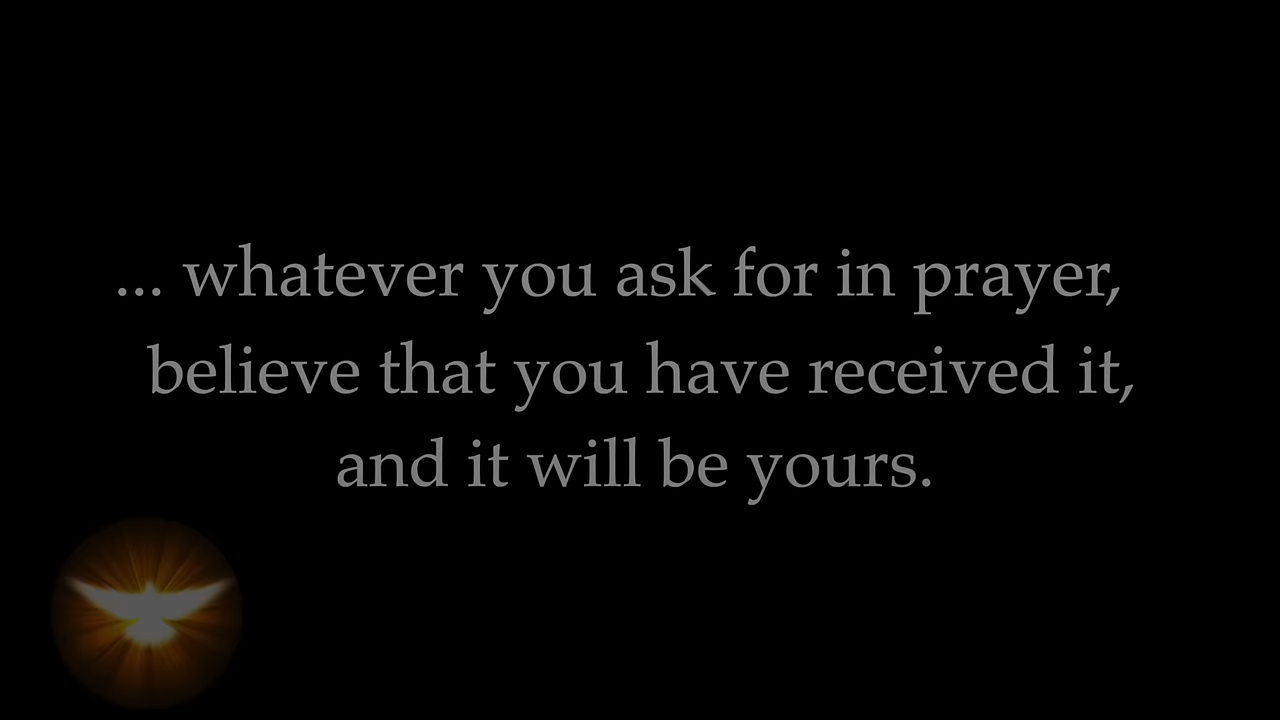 ... whatever you ask for in prayer,
believe that you have received it,
and it will be yours.